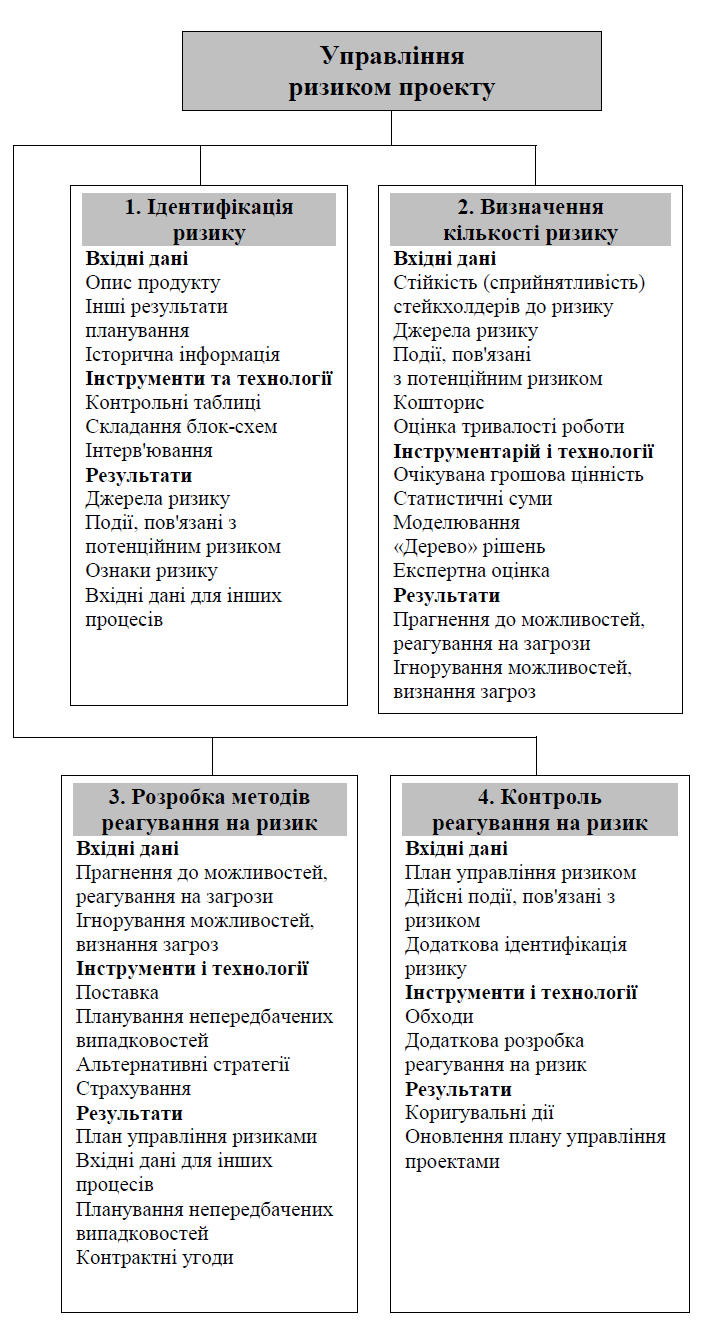 Управління
ризиком проекту
1. Ідентифікація
ризику
Вхідні дані
Опис продукту
Інші результати
планування
Історична інформація
Інструменти та технології
Контрольні таблиці
Складання блок-схем
Інтерв'ювання
Результати
Джерела ризику
Події, пов'язані з
потенційним ризиком
Ознаки ризику
Вхідні дані для інших
процесів
2. Визначення
кількості ризику
Вхідні дані
Стійкість (сприйнятливість)
стейкхолдерів до ризику
Джерела ризику
Події, пов'язані
з потенційним ризиком
Кошторис
Оцінка тривалості роботи
Інструментарій і технології
Очікувана грошова цінність
Статистичні суми
Моделювання
«Дерево» рішень
Експертна оцінка
Результати
Прагнення до можливостей,
реагування на загрози
Ігнорування можливостей,
визнання загроз
3. Розробка методів
реагування на ризик
Вхідні дані
Прагнення до можливостей,
реагування на загрози
Ігнорування можливостей,
визнання загроз
Інструменти і технології
Поставка
Планування непередбачених
випадковостей
Альтернативні стратегії
Страхування
Результати
План управління ризиками
Вхідні дані для інших
процесів
Планування непередбачених
випадковостей
Контрактні угоди
4. Контроль
реагування на ризик
Вхідні дані
План управління ризиком
Дійсні події, пов'язані з
ризиком
Додаткова ідентифікація
ризику
Інструменти і технології
Обходи
Додаткова розробка
реагування на ризик
Результати
Коригувальні дії
Оновлення плану управління
проектами